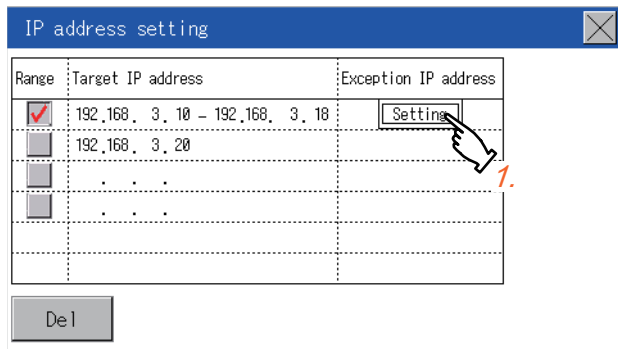 IP address setting
Range Target IP address Exception IP address
192.168. 3. 10 - 192.168. 3. 18 Setting
192.168. 3. 20
. . .
. . .
1.
Del